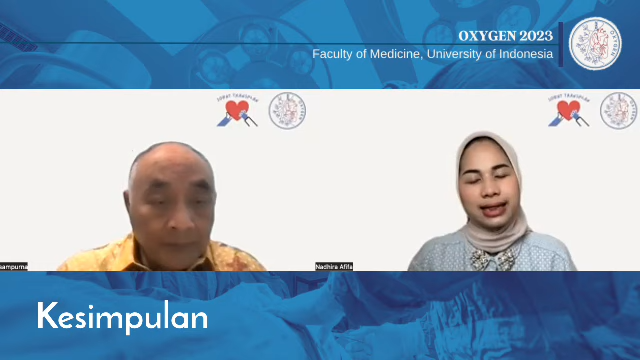 OXYGEN 2023
Faculty of Medicine, University of Indonesia
Nadhira Afifa
Kesimpulan